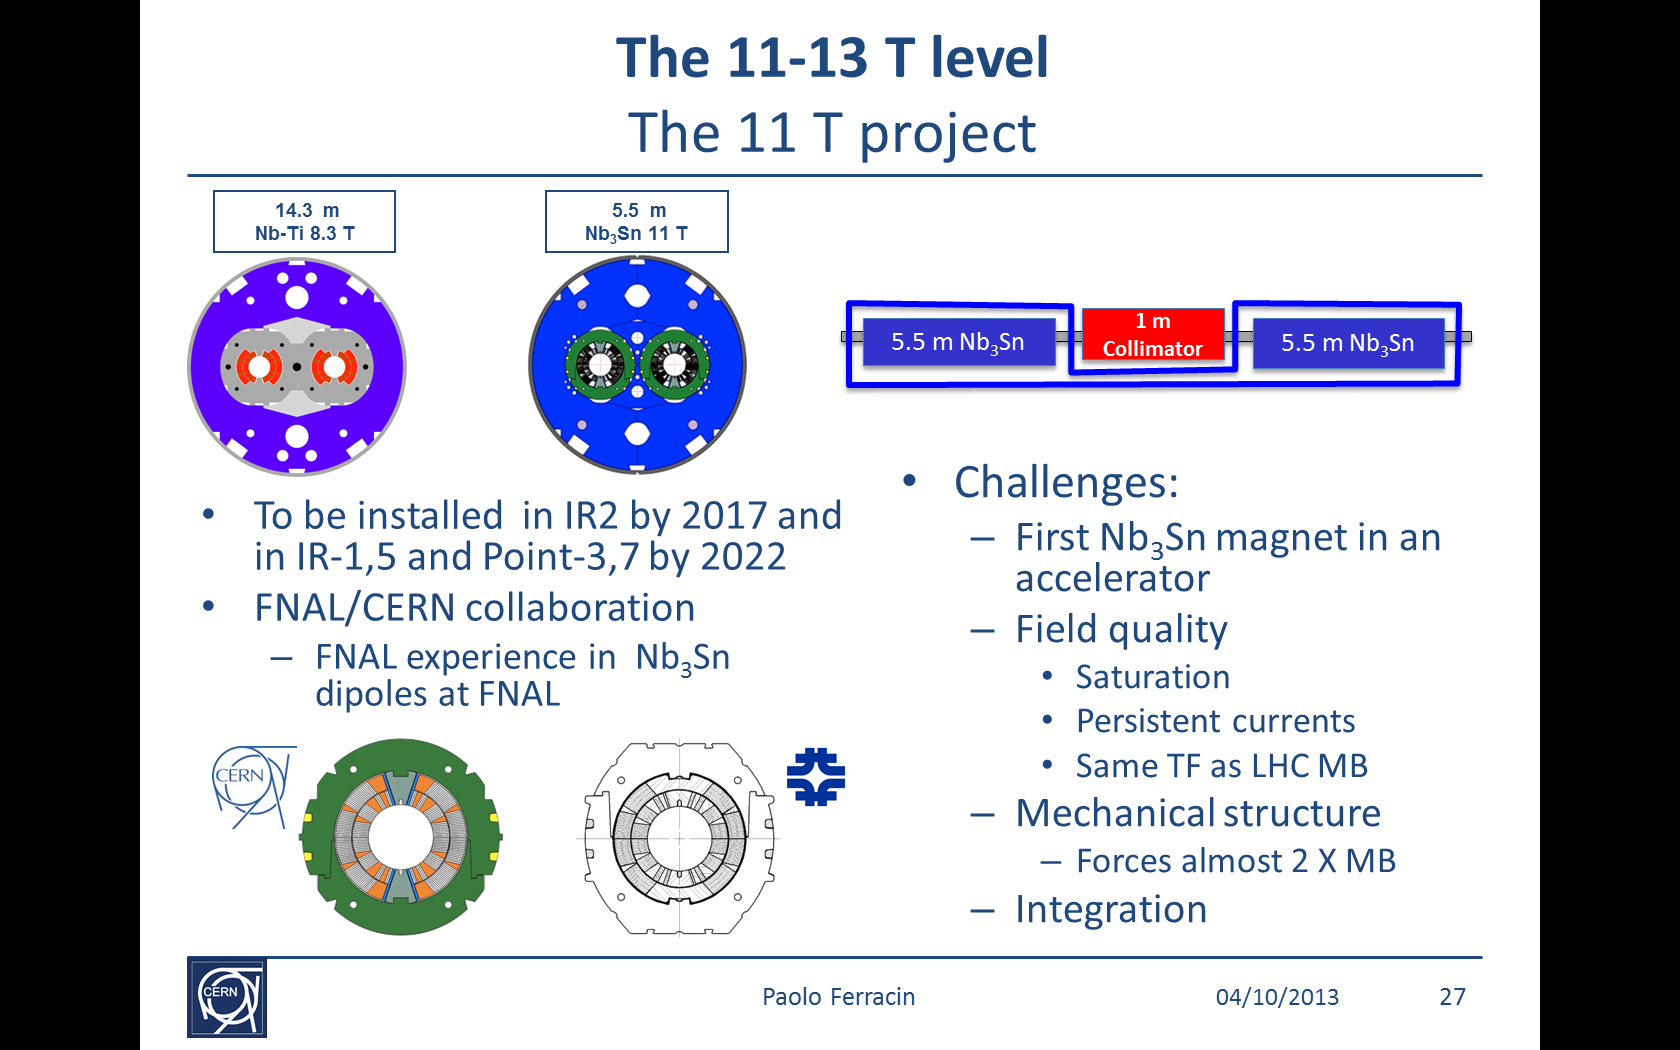 The 11-13 T level
The 11 T project
14.3 m
Nb-Ti 8.3 T
5.5 m
Nb₃Sn 11 T
5.5 m Nb₃Sn
1 m
Collimator
5.5 m Nb₃Sn
• To be installed in IR2 by 2017 and
in IR-1,5 and Point-3,7 by 2022
• FNAL/CERN collaboration
– FNAL experience in Nb₃Sn
dipoles at FNAL
CERN
• Challenges:
– First Nb₃Sn magnet in an
accelerator
– Field quality
• Saturation
• Persistent currents
• Same TF as LHC MB
– Mechanical structure
– Forces almost 2 X MB
– Integration
CERN
Paolo Ferracin
04/10/2013
27